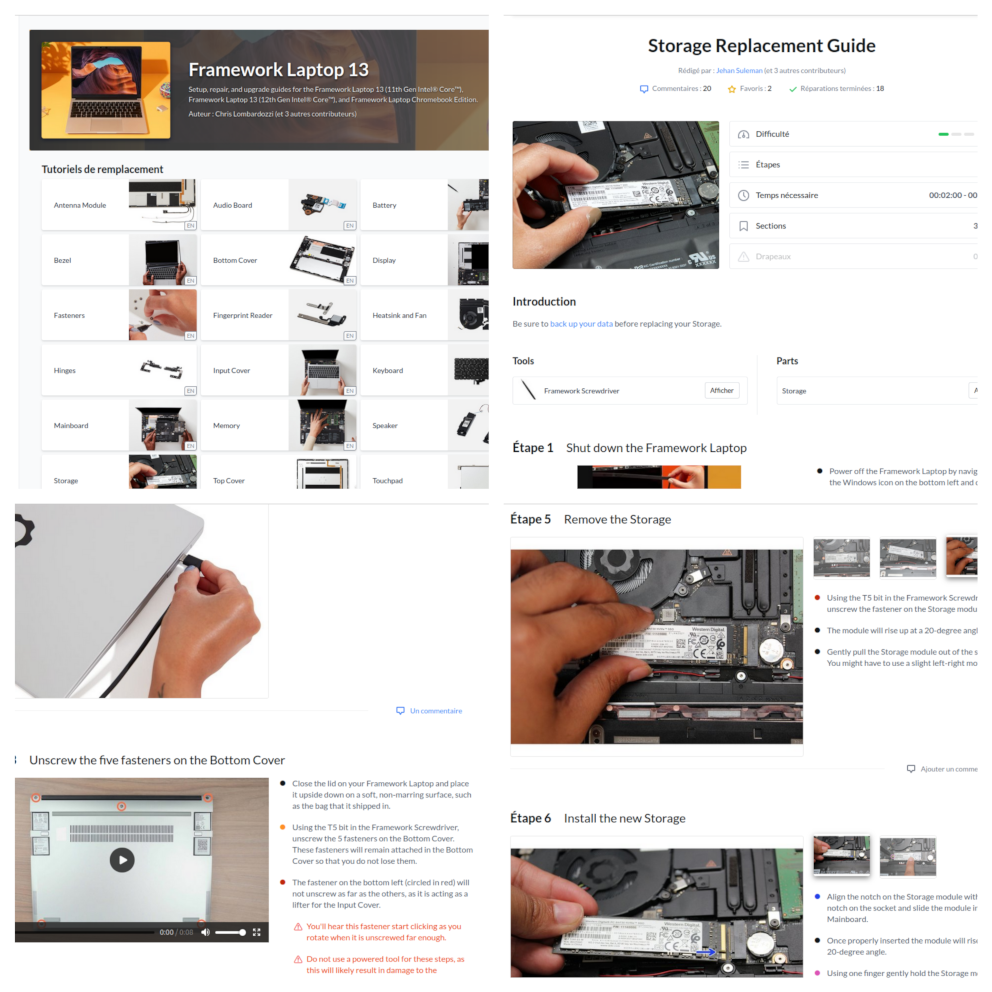 Framework Laptop 13
Setup, repair, and upgrade guides for the Framework Laptop 13 (11th Gen Intel® Core™),
Framework Laptop 13 (12th Gen Intel® Core™), and Framework Laptop Chromebook Edition.
Auteur : Chris Lombardozzi (et 3 autres contributeurs)
Tutoriels de remplacement
Antenna Module
EN
Audio Board
EN
Battery
Bezel
EN
Bottom Cover
EN
Display
Fasteners
EN
Fingerprint Reader
EN
Heatsink and Fan
Hinges
EN
Input Cover
EN
Keyboard
Mainboard
EN
Memory
EN
Speaker
Storage
Top Cover
Touchpad
Storage Replacement Guide
Rédigé par : Jehan Suleman (et 3 autres contributeurs)
Commentaires : 20
Favoris : 2
Réparations terminées : 18
Western Digital
Difficulté
Étapes
Temps nécessaire
00:02:00 - 00
Sections
3
Drapeaux
0
Introduction
Be sure to back up your data before replacing your Storage.
Tools
Framework Screwdriver
Afficher
Parts
Storage
A
Étape 1 Shut down the Framework Laptop
Power off the Framework Laptop by navig
the Windows icon on the bottom left and
Un commentaire
Unscrew the five fasteners on the Bottom Cover
0:00 / 0:08
Close the lid on your Framework Laptop and place
it upside down on a soft, non-marring surface, such
as the bag that it shipped in.
Using the T5 bit in the Framework Screwdriver,
unscrew the 5 fasteners on the Bottom Cover.
These fasteners will remain attached in the Bottom
Cover so that you do not lose them.
The fastener on the bottom left (circled in red) will
not unscrew as far as the others, as it is acting as a
lifter for the Input Cover.
You'll hear this fastener start clicking as you
rotate when it is unscrewed far enough.
Do not use a powered tool for these steps, as
this will likely result in damage to the
Étape 5 Remove the Storage
Western Digital
Using the T5 bit in the Framework Screwdr
unscrew the fastener on the Storage modu
The module will rise up at a 20-degree angl
Gently pull the Storage module out of the s
You might have to use a slight left-right mo
Ajouter un comme
Étape 6 Install the new Storage
Align the notch on the Storage module with
notch on the socket and slide the module in
Mainboard.
Once properly inserted the module will rise
20-degree angle.
Using one finger gently hold the Storage m